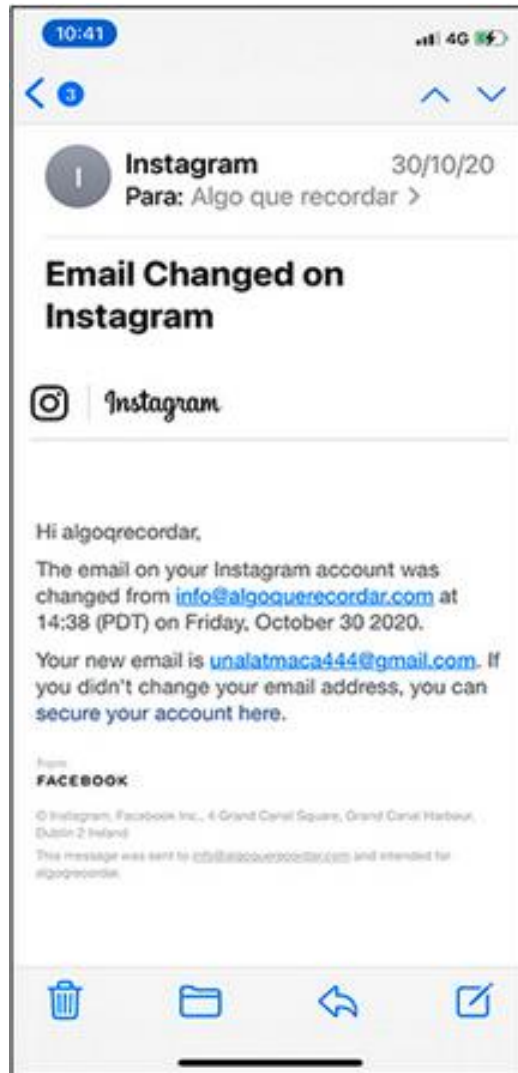 10:41
4G
3
I
Instagram 30/10/20
Para: Algo que recordar >
Email Changed on
Instagram
Instagram
Hi algoqrecordar,
The email on your Instagram account was
changed from info@algoquerecordar.com at
14:38 (PDT) on Friday, October 30 2020.
Your new email is unalatmaca444@gmail.com. If
you didn't change your email address, you can
secure your account here.
from
FACEBOOK
© Instagram, Facebook Inc., 4 Grand Canal Square, Grand Canal Harbour,
Dublin 2 Ireland
This message was sent to and intended for
algoqrecordar.